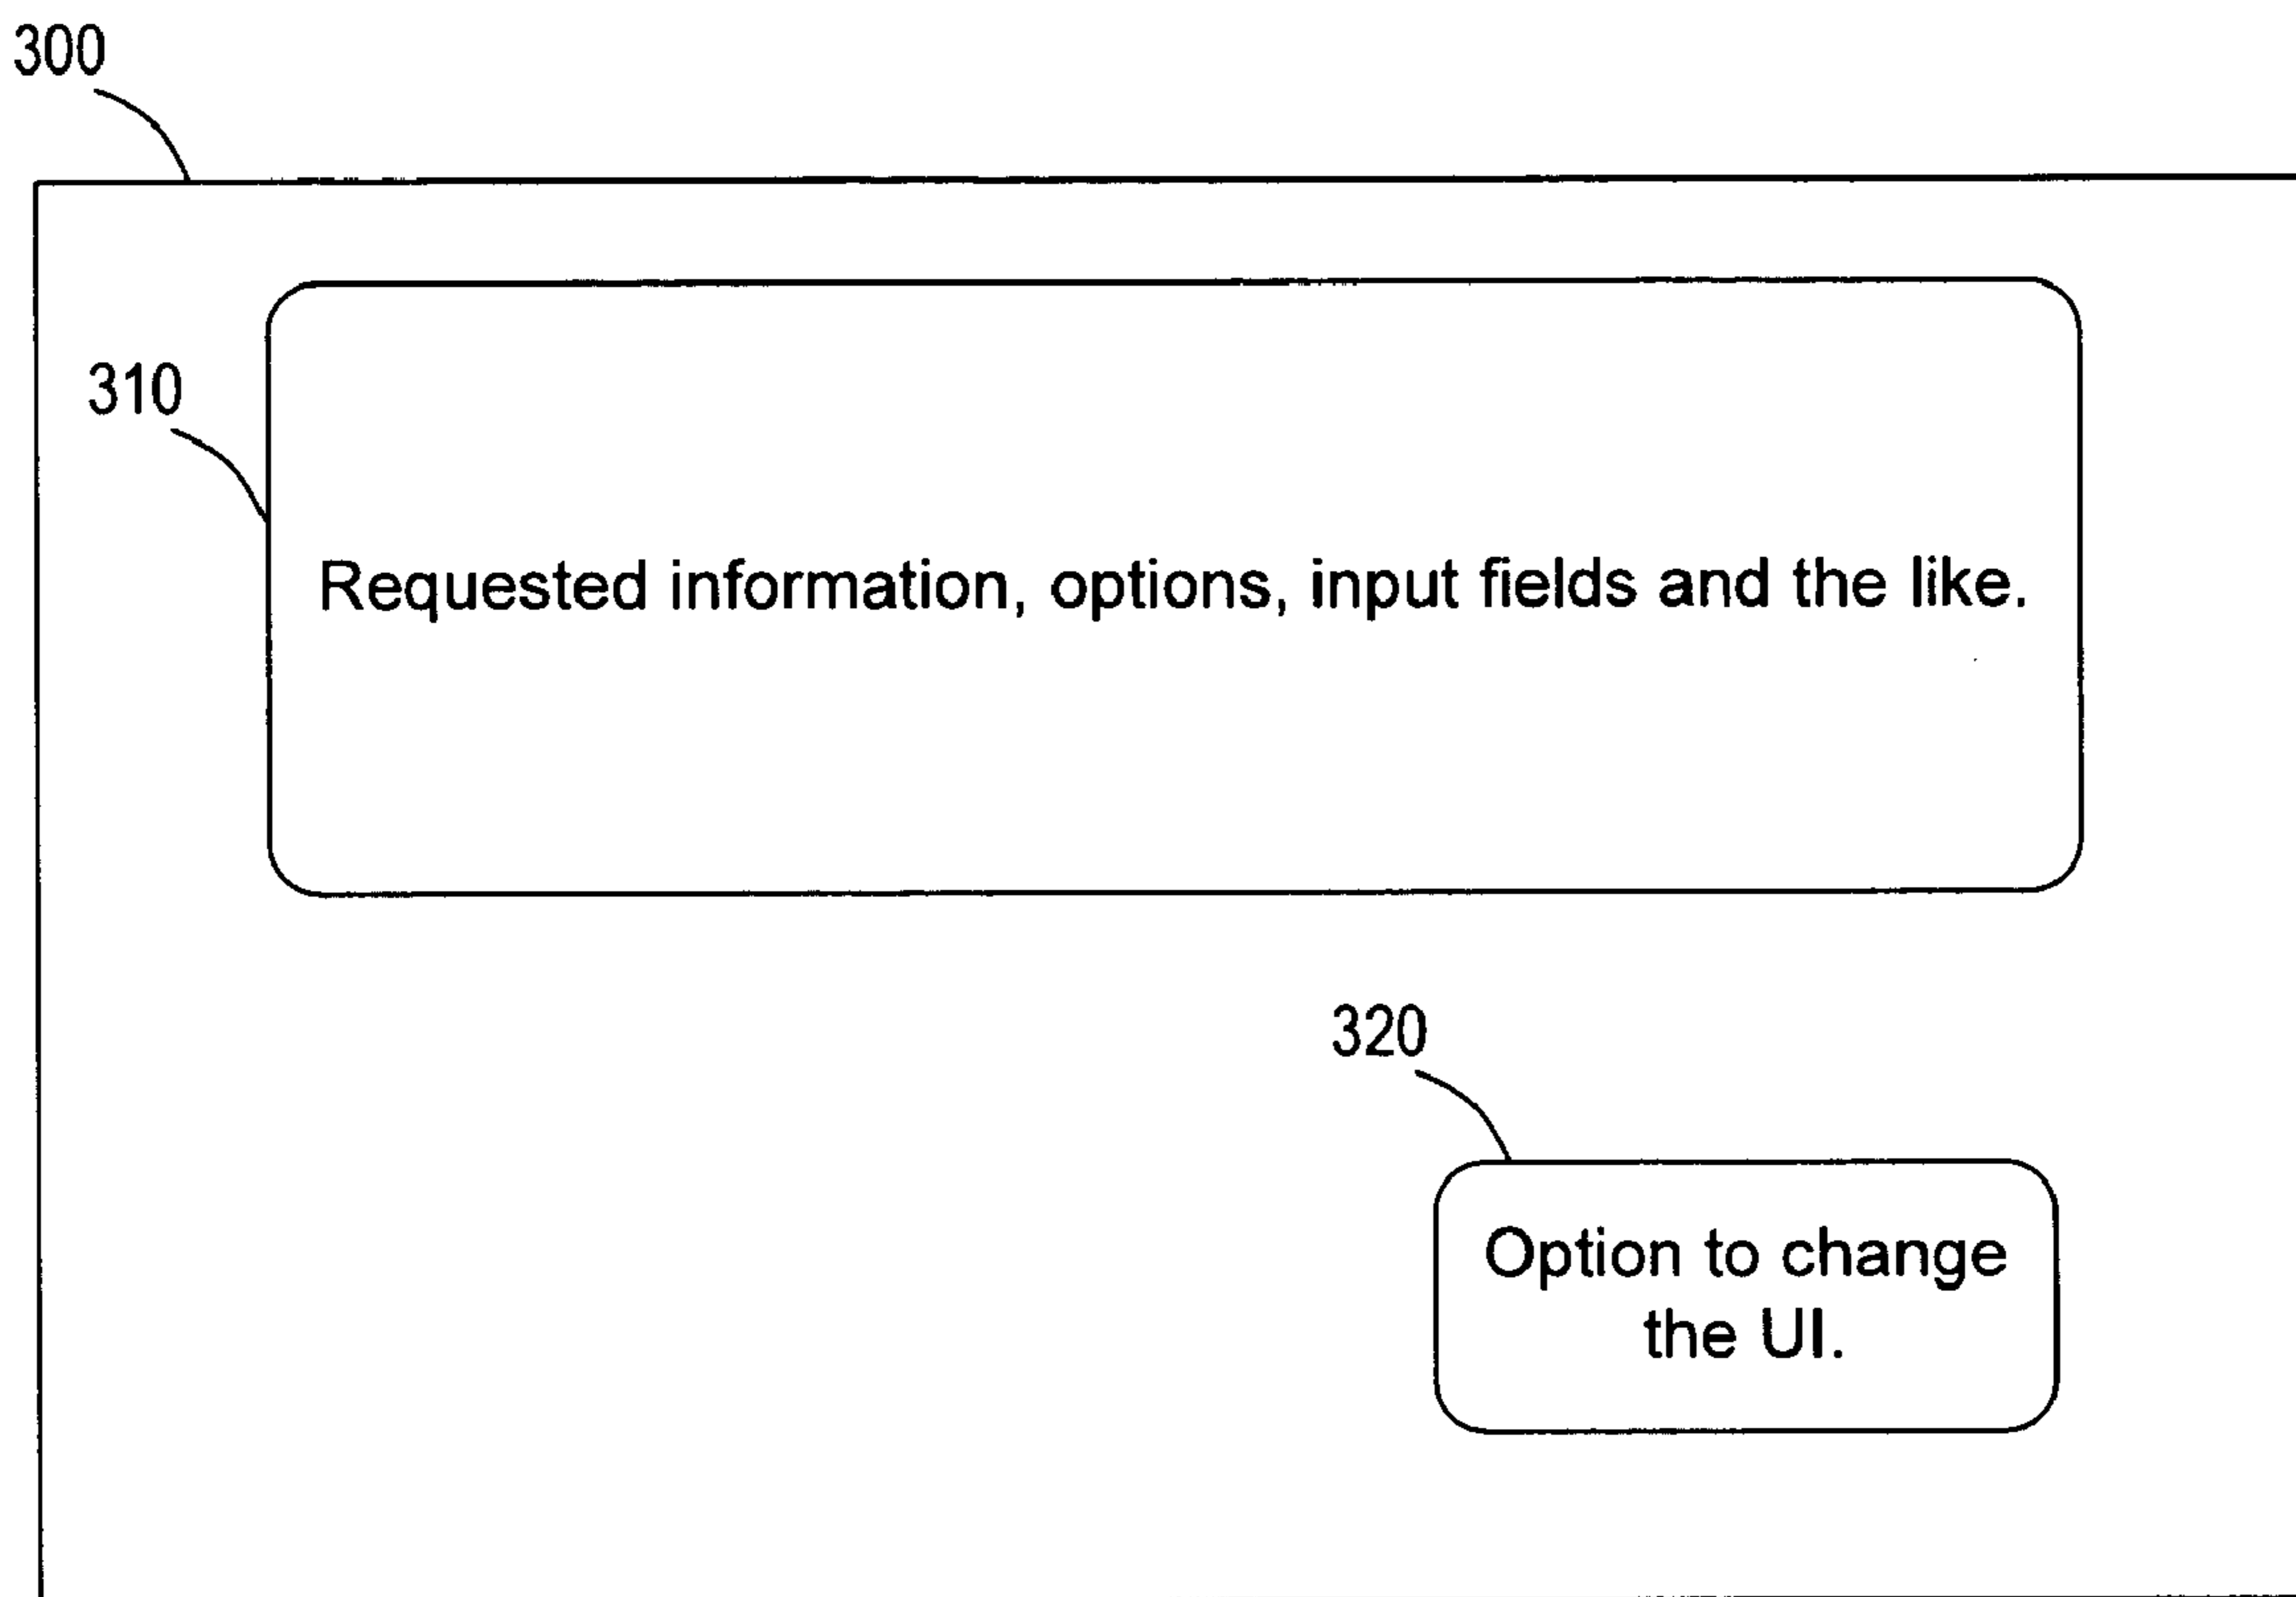 300
310
Requested information, options, input fields and the like.
320
Option to change
the UI.